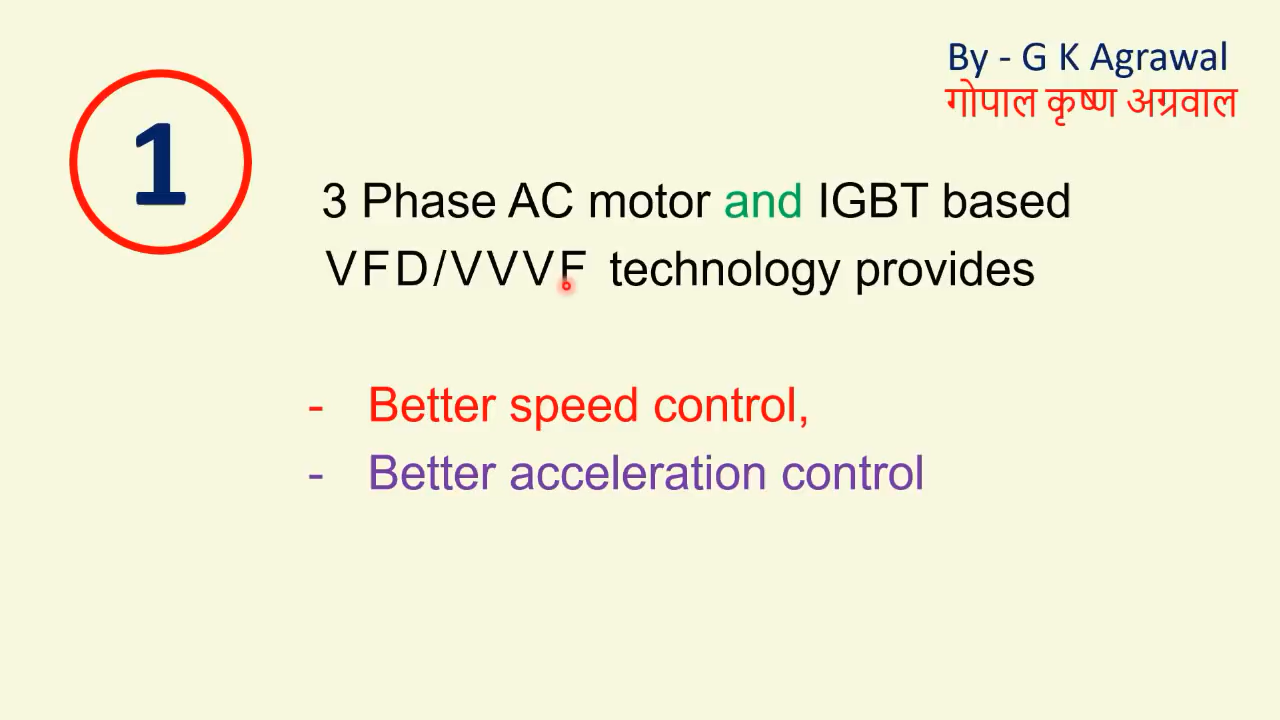 By - G K Agrawal
गोपाल कृष्ण अग्रवाल
1
3 Phase AC motor and IGBT based
VFD/VVVF technology provides
- Better speed control,
- Better acceleration control